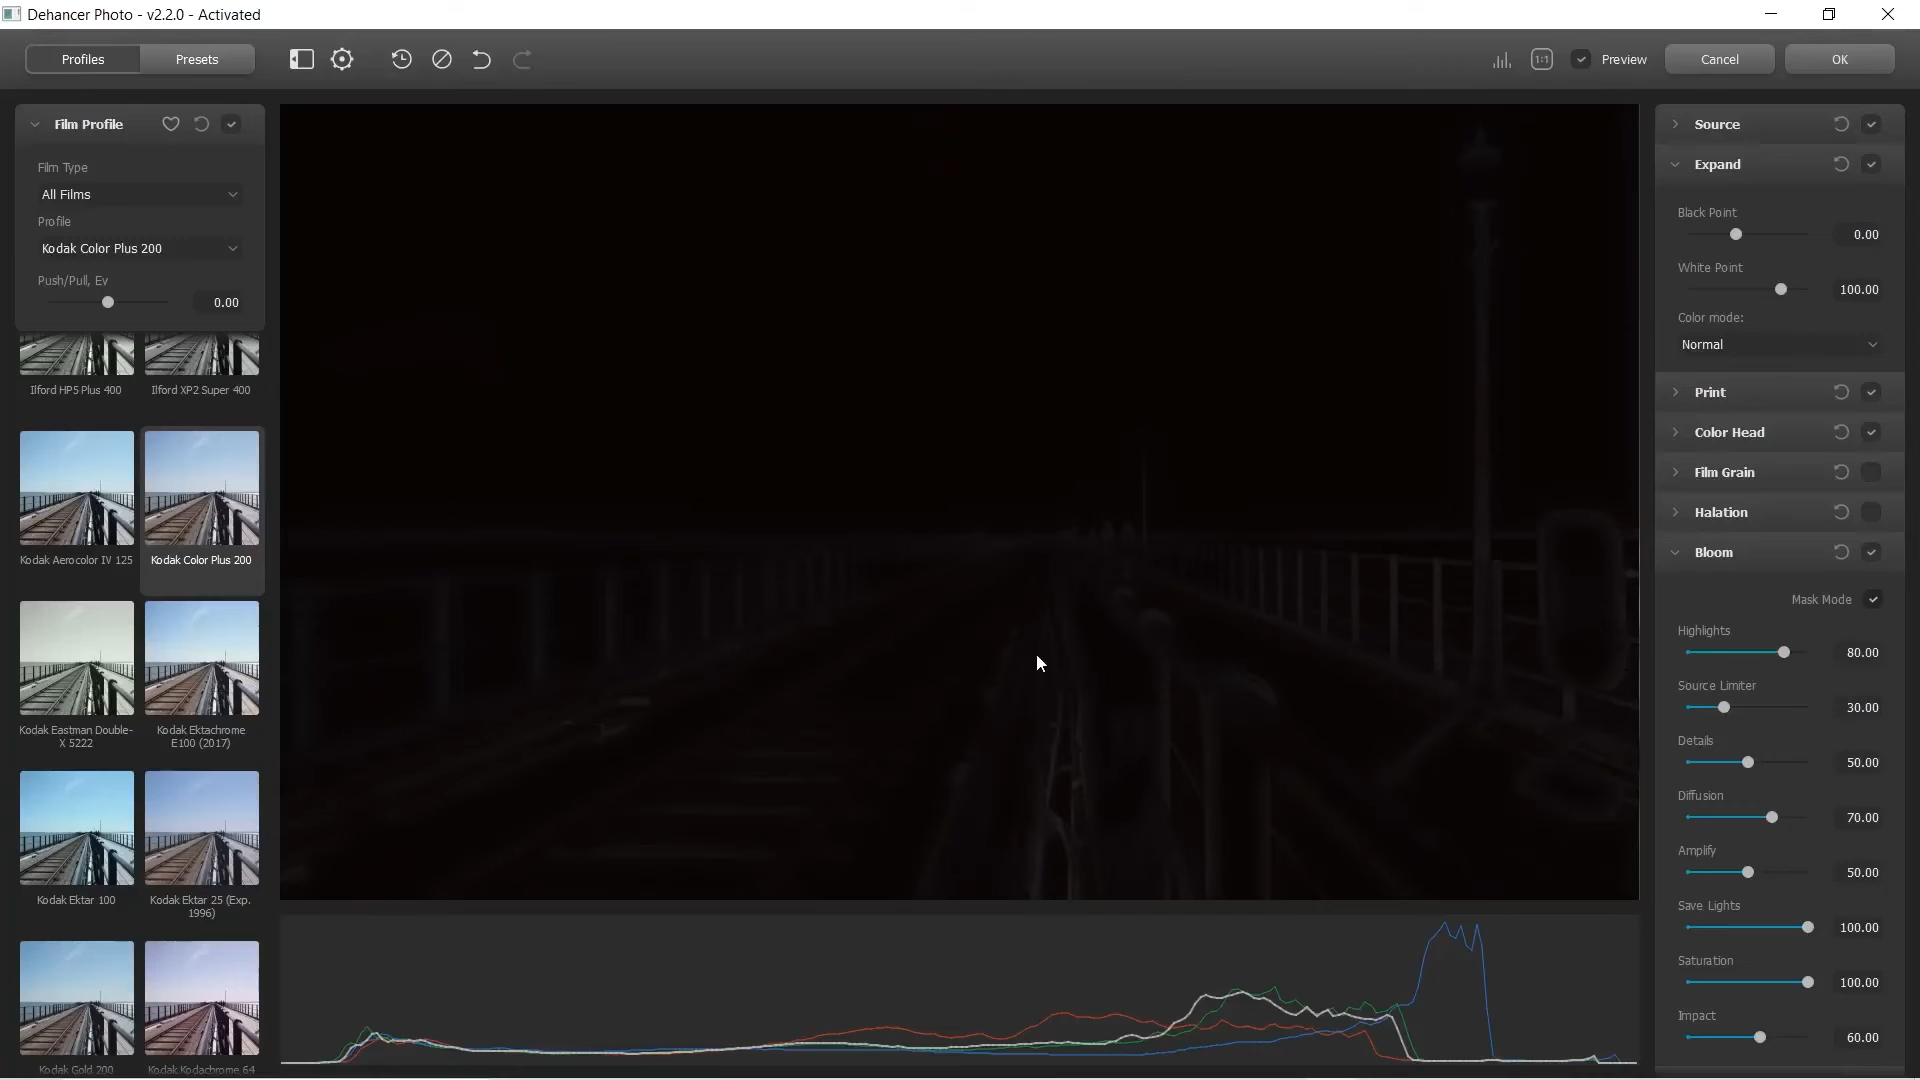 Dehancer Photo - v2.2.0 - Activated
Profiles
Presets
1:1
Preview
Cancel
OK
Film Profile
Film Type
All Films
Profile
Kodak Color Plus 200
Push/Pull, Ev
0.00
Ilford HP5 Plus 400
Ilford XP2 Super 400
Kodak Aerocolor IV 125
Kodak Color Plus 200
Kodak Eastman Double-
X 5222
Kodak Ektachrome
E100 (2017)
Kodak Ektar 100
Kodak Ektar 25 (Exp.
1996)
Kodak Gold 200
Kodak Kodachrome 64
Source
Expand
Black Point
0.00
White Point
100.00
Color mode:
Normal
Print
Color Head
Film Grain
Halation
Bloom
Mask Mode
Highlights
80.00
Source Limiter
30.00
Details
50.00
Diffusion
70.00
Amplify
50.00
Save Lights
100.00
Saturation
100.00
Impact
60.00